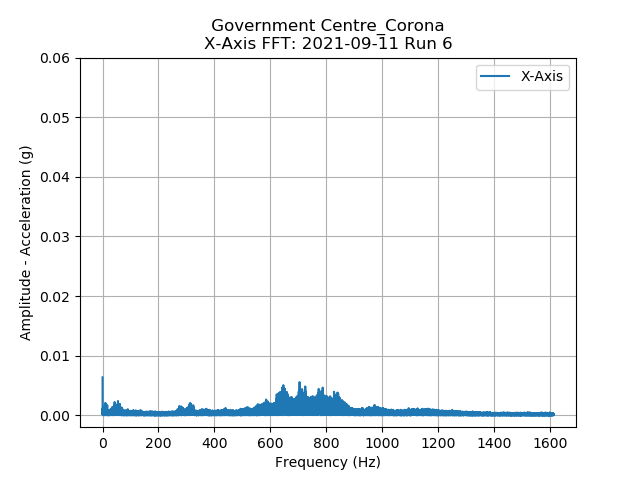 Government Centre_Corona
X-Axis FFT: 2021-09-11 Run 6
X-Axis
0.06
0.05
0.04
0.03
0.02
0.01
0.00
Amplitude - Acceleration (g)
0 200 400 600 800 1000 1200 1400 1600
Frequency (Hz)